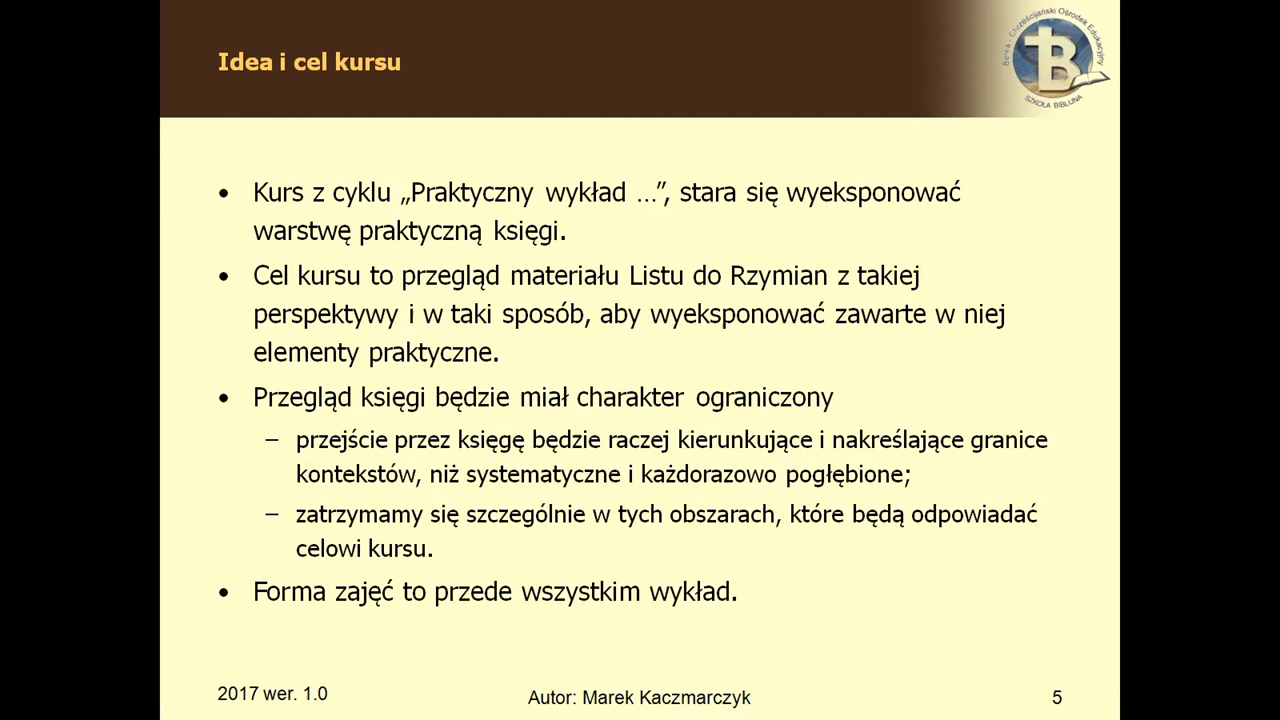 Idea i cel kursu
Berea - Chrześcijański Ośrodek Edukacyjny
SZKOŁA BIBLIJNA
• Kurs z cyklu „Praktyczny wykład …”, stara się wyeksponować
warstwę praktyczną księgi.
• Cel kursu to przegląd materiału Listu do Rzymian z takiej
perspektywy i w taki sposób, aby wyeksponować zawarte w niej
elementy praktyczne.
• Przegląd księgi będzie miał charakter ograniczony
– przejście przez księgę będzie raczej kierunkujące i nakreślające granice
kontekstów, niż systematyczne i każdorazowo pogłębione;
– zatrzymamy się szczególnie w tych obszarach, które będą odpowiadać
celowi kursu.
• Forma zajęć to przede wszystkim wykład.
2017 wer. 1.0
Autor: Marek Kaczmarczyk
5